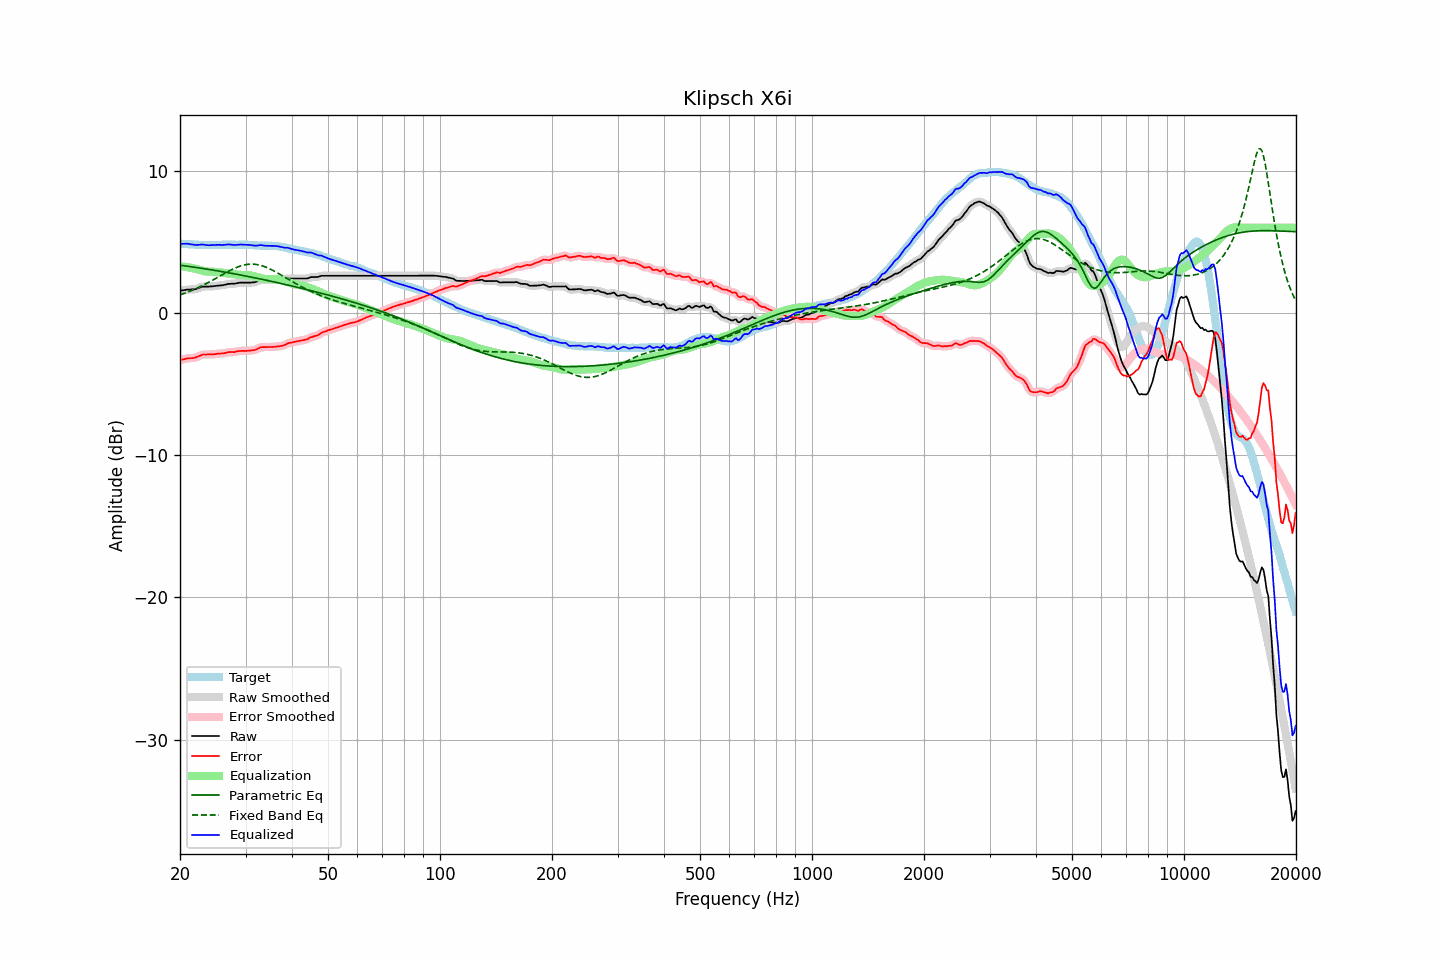 Klipsch X6i
10
0
−10
−20
−30
Amplitude (dBr)
Target
Raw Smoothed
Error Smoothed
Raw
Error
Equalization
Parametric Eq
Fixed Band Eq
Equalized
20 50 100 200 500 1000 2000 5000 10000 20000
Frequency (Hz)